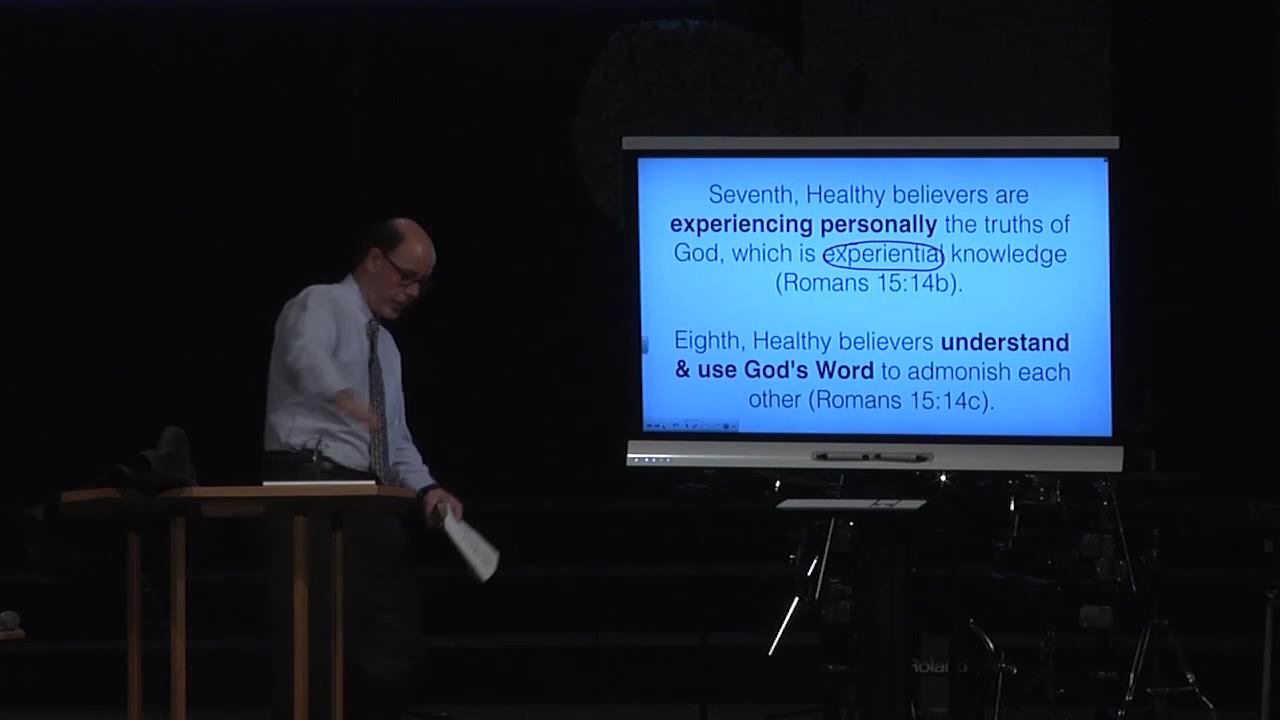 Seventh, Healthy believers are
experiencing personally the truths of
God, which is experiential knowledge
(Romans 15:14b).
Eighth, Healthy believers understand
& use God's Word to admonish each
other (Romans 15:14c).
Roland